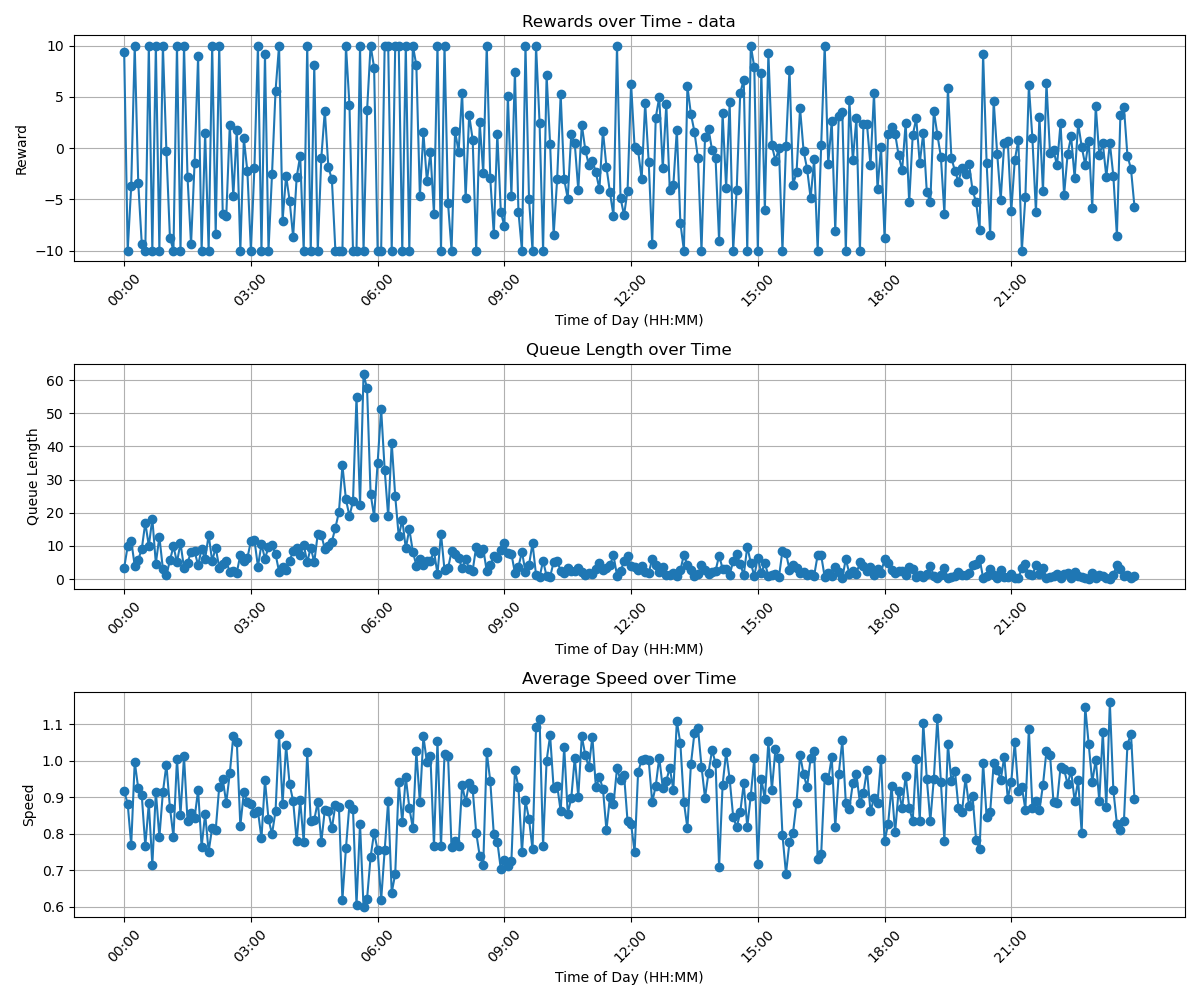 Rewards over Time - data
10
5
0
−5
−10
Reward
00:00 03:00 06:00 09:00 12:00 15:00 18:00 21:00
Time of Day (HH:MM)
Queue Length over Time
60
50
40
30
20
10
0
Queue Length
00:00 03:00 06:00 09:00 12:00 15:00 18:00 21:00
Time of Day (HH:MM)
Average Speed over Time
1.1
1.0
0.9
0.8
0.7
0.6
Speed
00:00 03:00 06:00 09:00 12:00 15:00 18:00 21:00
Time of Day (HH:MM)